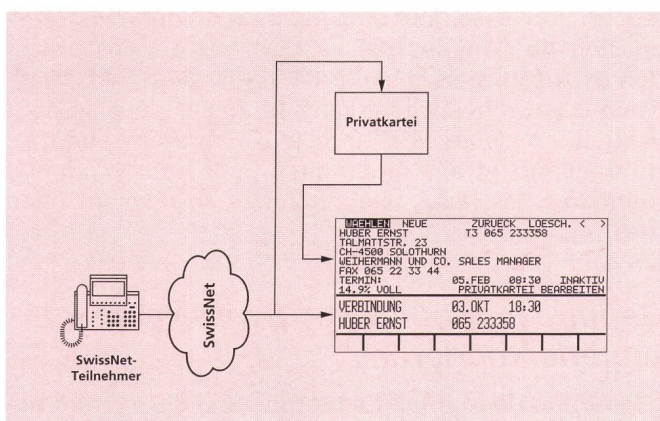 Privatkartei
WAEHLEN NEUE ZURUECK LOESCH. < >
HUBER ERNST T3 065 233358
TALMATTSTR. 23
CH-4500 SOLOTHURN
WEIHERMANN UND CO. SALES MANAGER
FAX 065 22 33 44
TERMIN: 05.FEB 08:30 INAKTIV
14.9% VOLL PRIVATKARTEI BEARBEITEN
VERBINDUNG 03.OKT 18:30
HUBER ERNST 065 233358
SwissNet
SwissNet-
Teilnehmer